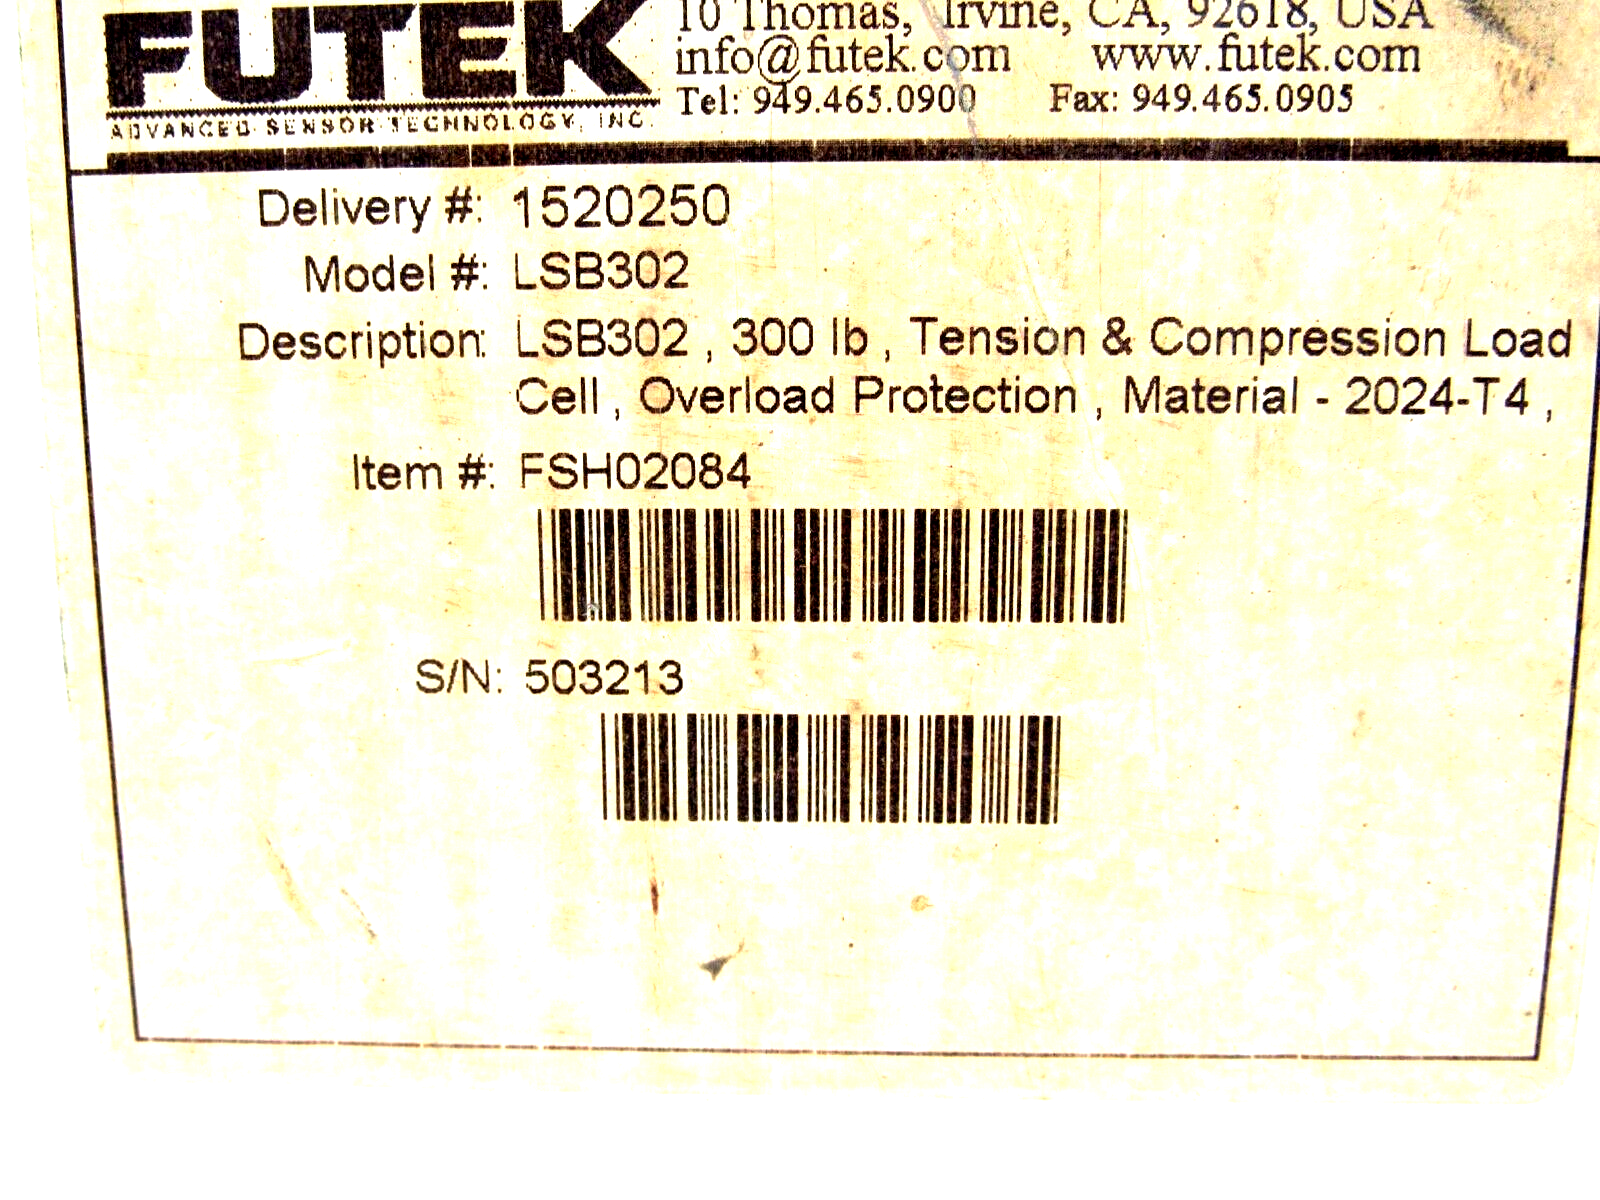 FUTEK
ADVANCED SENSOR TECHNOLOGY, INC.
10 Thomas, Irvine, CA, 92618, USA
info@futek.com www.futek.com
Tel: 949.465.0900 Fax: 949.465.0905
Delivery #: 1520250
Model #: LSB302
Description: LSB302 , 300 lb , Tension & Compression Load
Cell , Overload Protection , Material - 2024-T4 ,
Item #: FSH02084
S/N: 503213